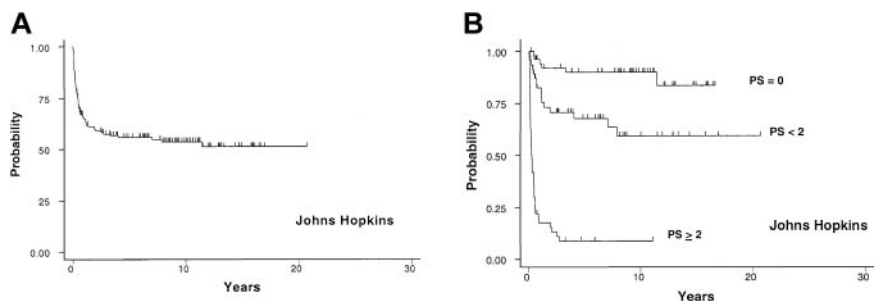 A
1.00
75
50
25
0.00
Probability
0
10
20
30
Years
Johns Hopkins
B
1.00
0.75
0.50
0.25
0.00
Probability
0
10
20
30
Years
PS = 0
PS < 2
PS ≥ 2
Johns Hopkins